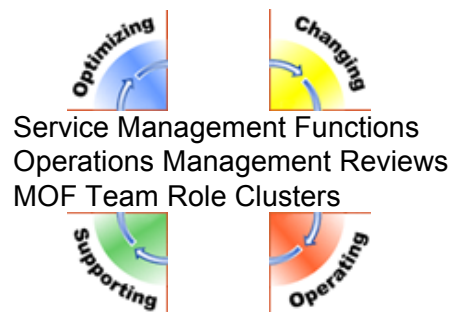 Optimizing
Changing
Service Management Functions
Operations Management Reviews
MOF Team Role Clusters
Supporting
Operating